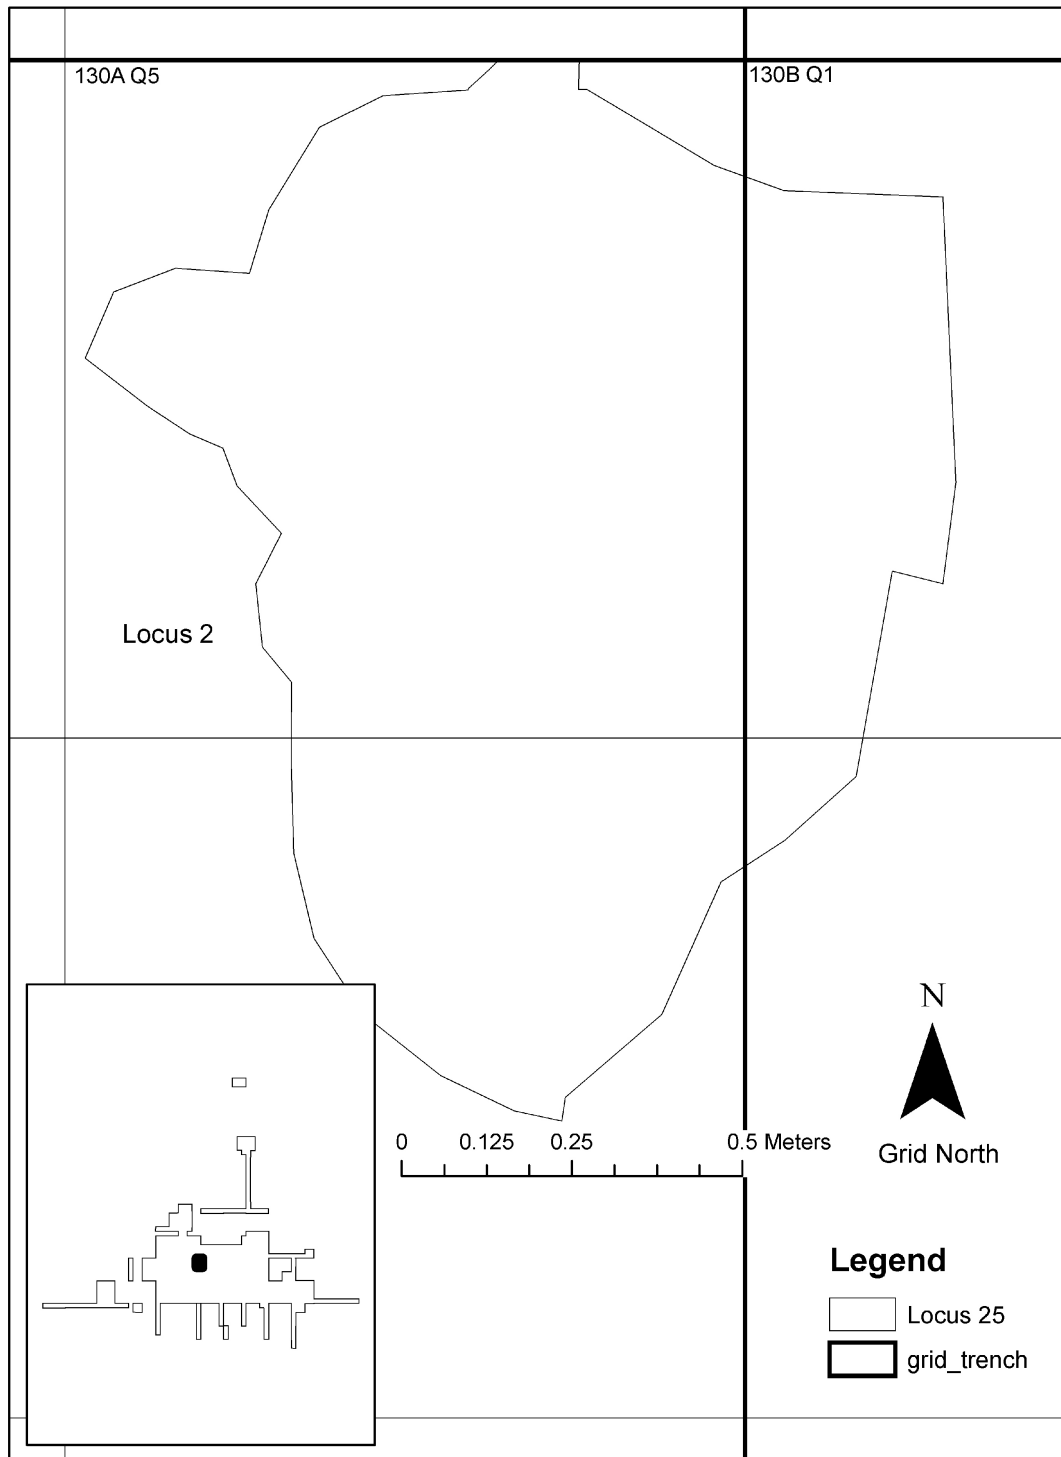 130A Q5
130B Q1
Locus 2
N
Grid North
0 0.125 0.25 0.5 Meters
Legend
Locus 25
grid_trench